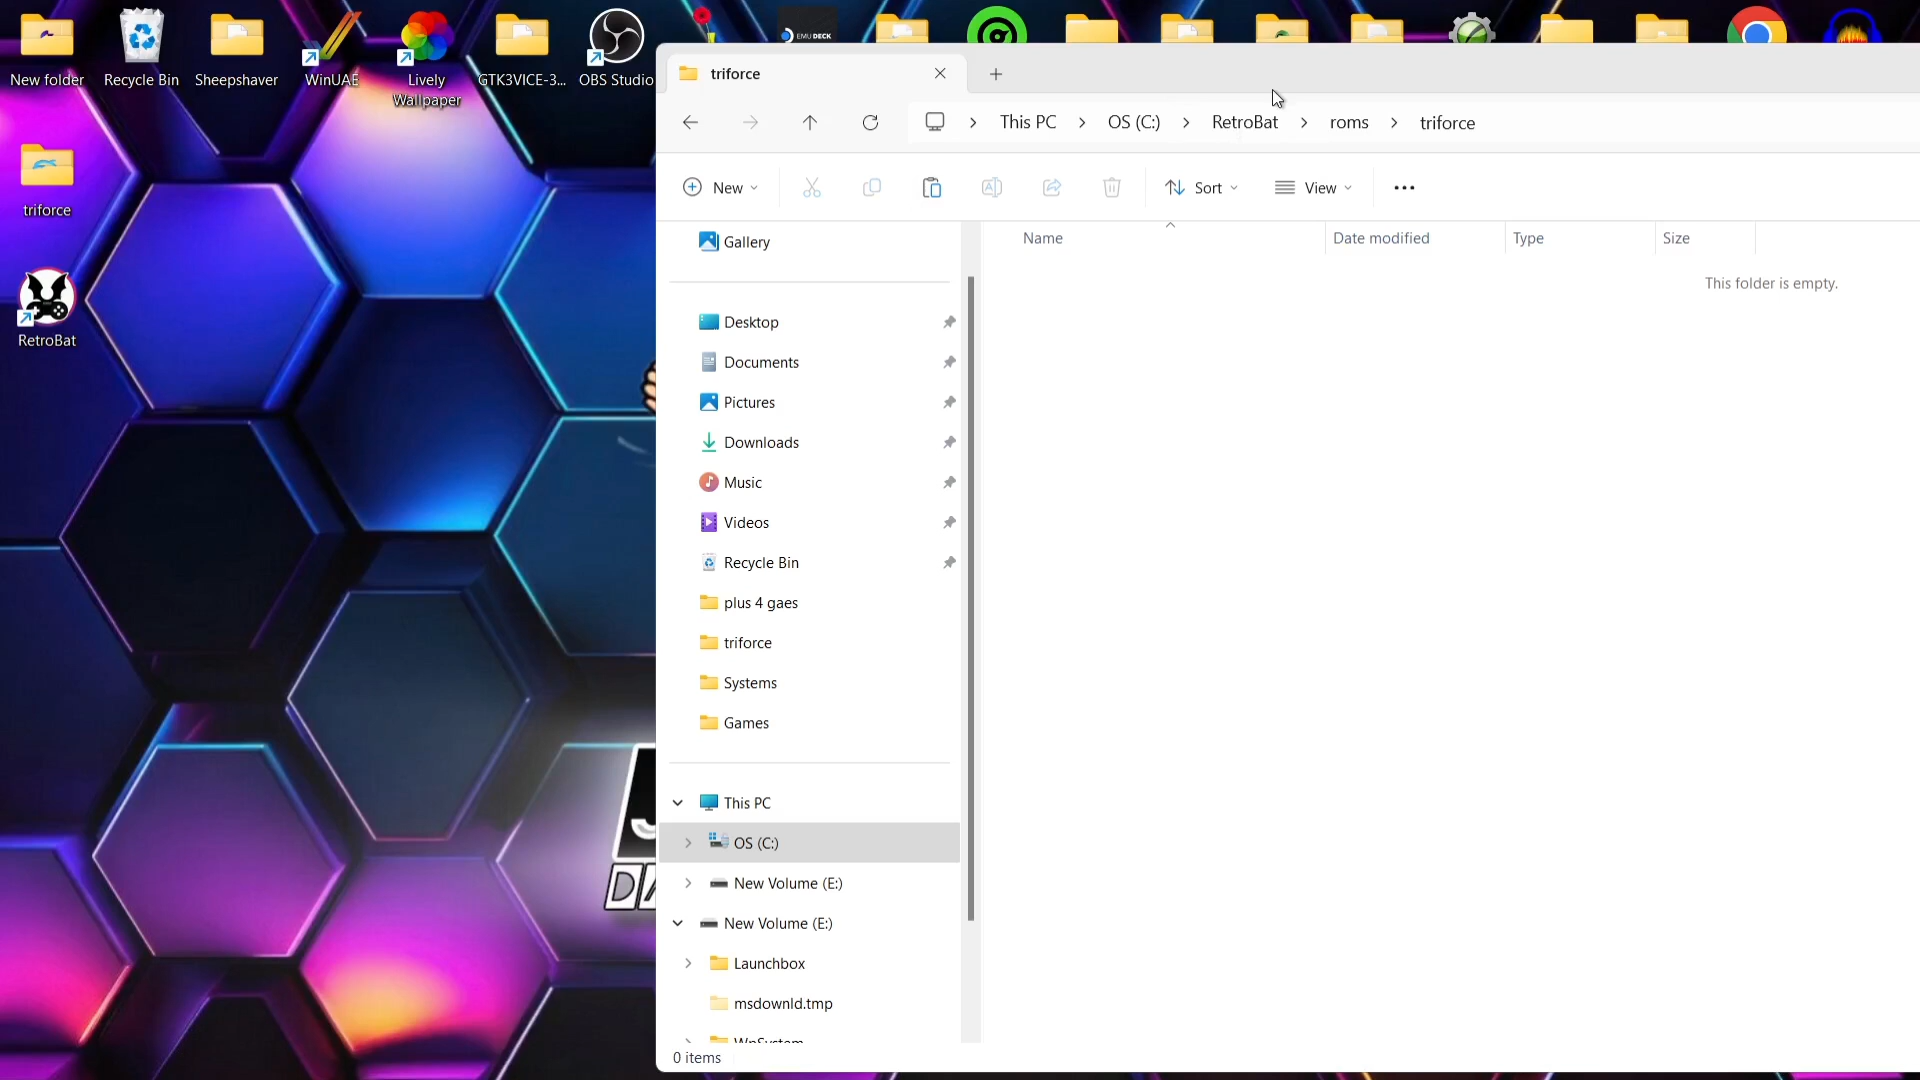 New folder
Recycle Bin
Sheepshaver
WinUAE
Lively
Wallpaper
GTK3VICE-3...
OBS Studio
EMU DECK
triforce
RetroBat
triforce
This PC
OS (C:)
RetroBat
roms
triforce
New
Sort
View
Gallery
Desktop
Documents
Pictures
Downloads
Music
Videos
Recycle Bin
plus 4 gaes
triforce
Systems
Games
This PC
OS (C:)
New Volume (E:)
New Volume (E:)
Launchbox
msdownld.tmp
WpSystem
0 items
Name
Date modified
Type
Size
This folder is empty.